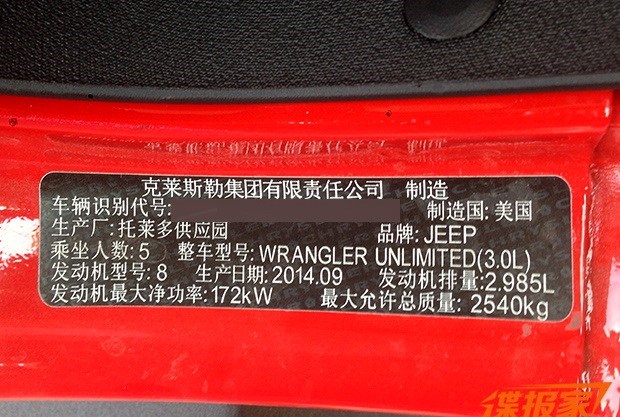 克莱斯勒集团有限责任公司 制造
车辆识别代号: 制造国: 美国
生产厂: 托莱多供应园 品牌: JEEP
乘坐人数: 5 整车型号: WRANGLER UNLIMITED(3.0L)
发动机型号: 8 生产日期: 2014.09 发动机排量: 2.985L
发动机最大净功率: 172kW 最大允许总质量: 2540kg
谍报家